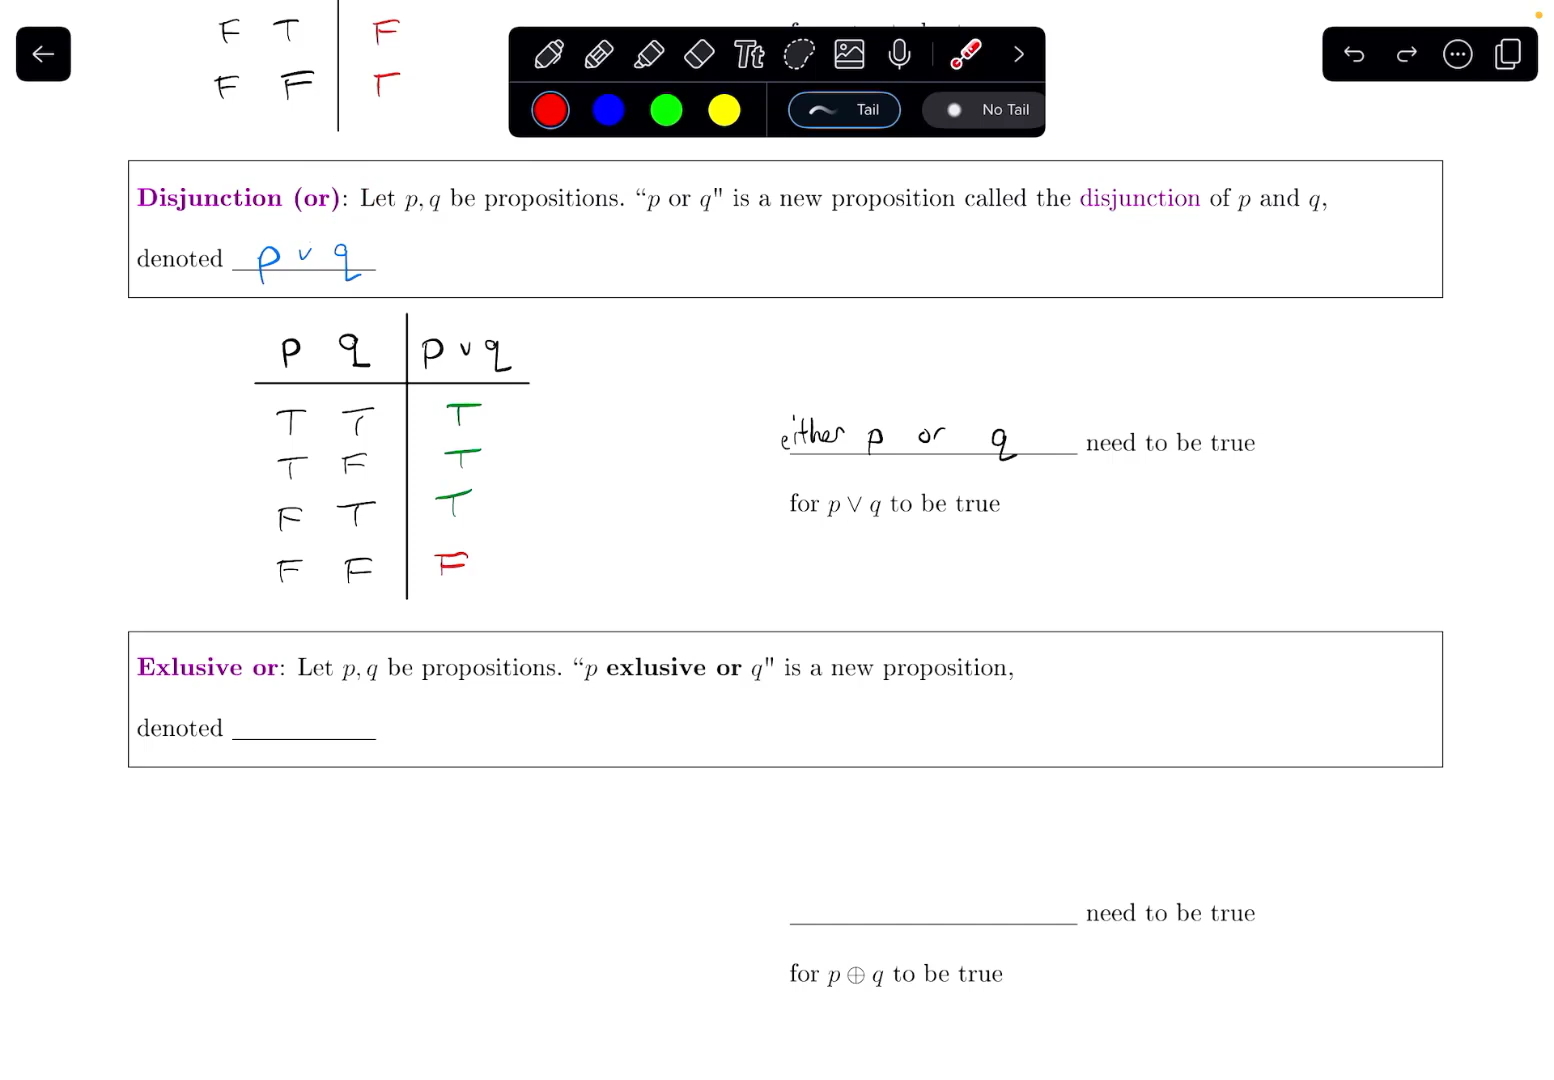 F T F
F F F
Tt
Tail No Tail
Disjunction (or): Let p, q be propositions. “p or q" is a new proposition called the disjunction of p and q,
denoted p ∨ q
p q p ∨ q
T T T
T F T
F T T
F F F
either p or q need to be true
for p ∨ q to be true
Exlusive or: Let p, q be propositions. “p exlusive or q" is a new proposition,
denoted
need to be true
for p ⊕ q to be true